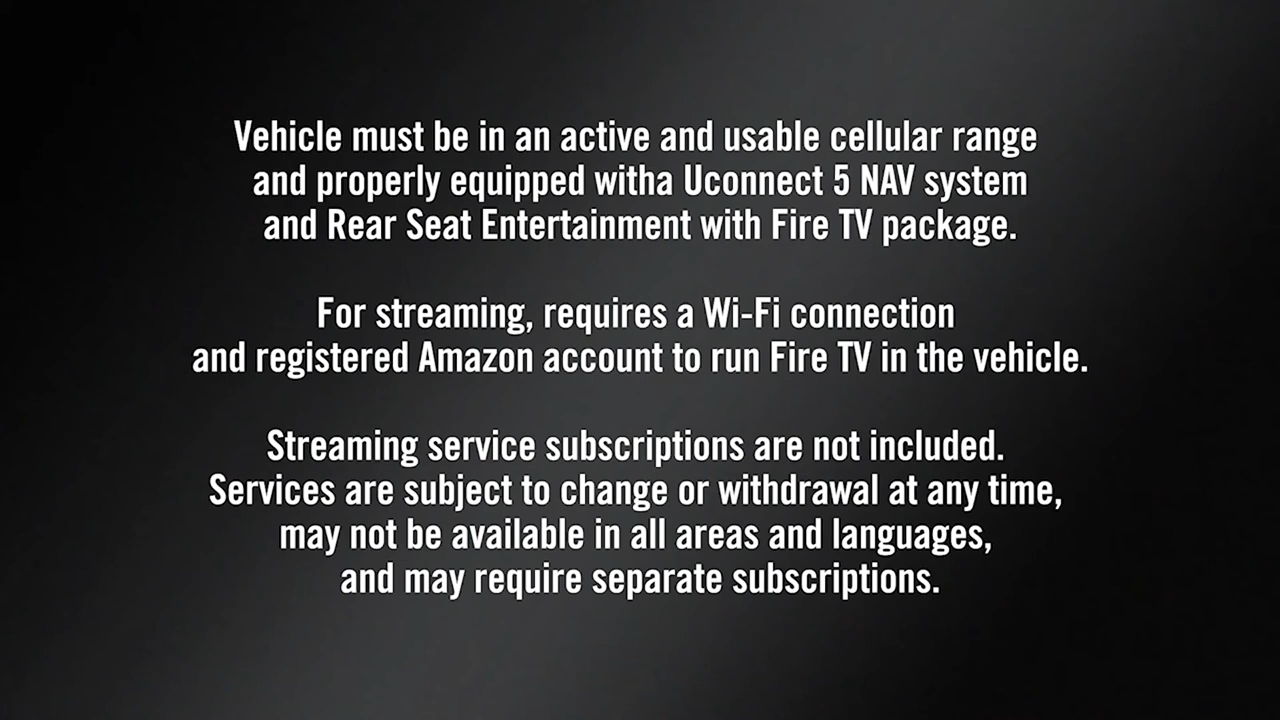 Vehicle must be in an active and usable cellular range
and properly equipped witha Uconnect 5 NAV system
and Rear Seat Entertainment with Fire TV package.
For streaming, requires a Wi-Fi connection
and registered Amazon account to run Fire TV in the vehicle.
Streaming service subscriptions are not included.
Services are subject to change or withdrawal at any time,
may not be available in all areas and languages,
and may require separate subscriptions.